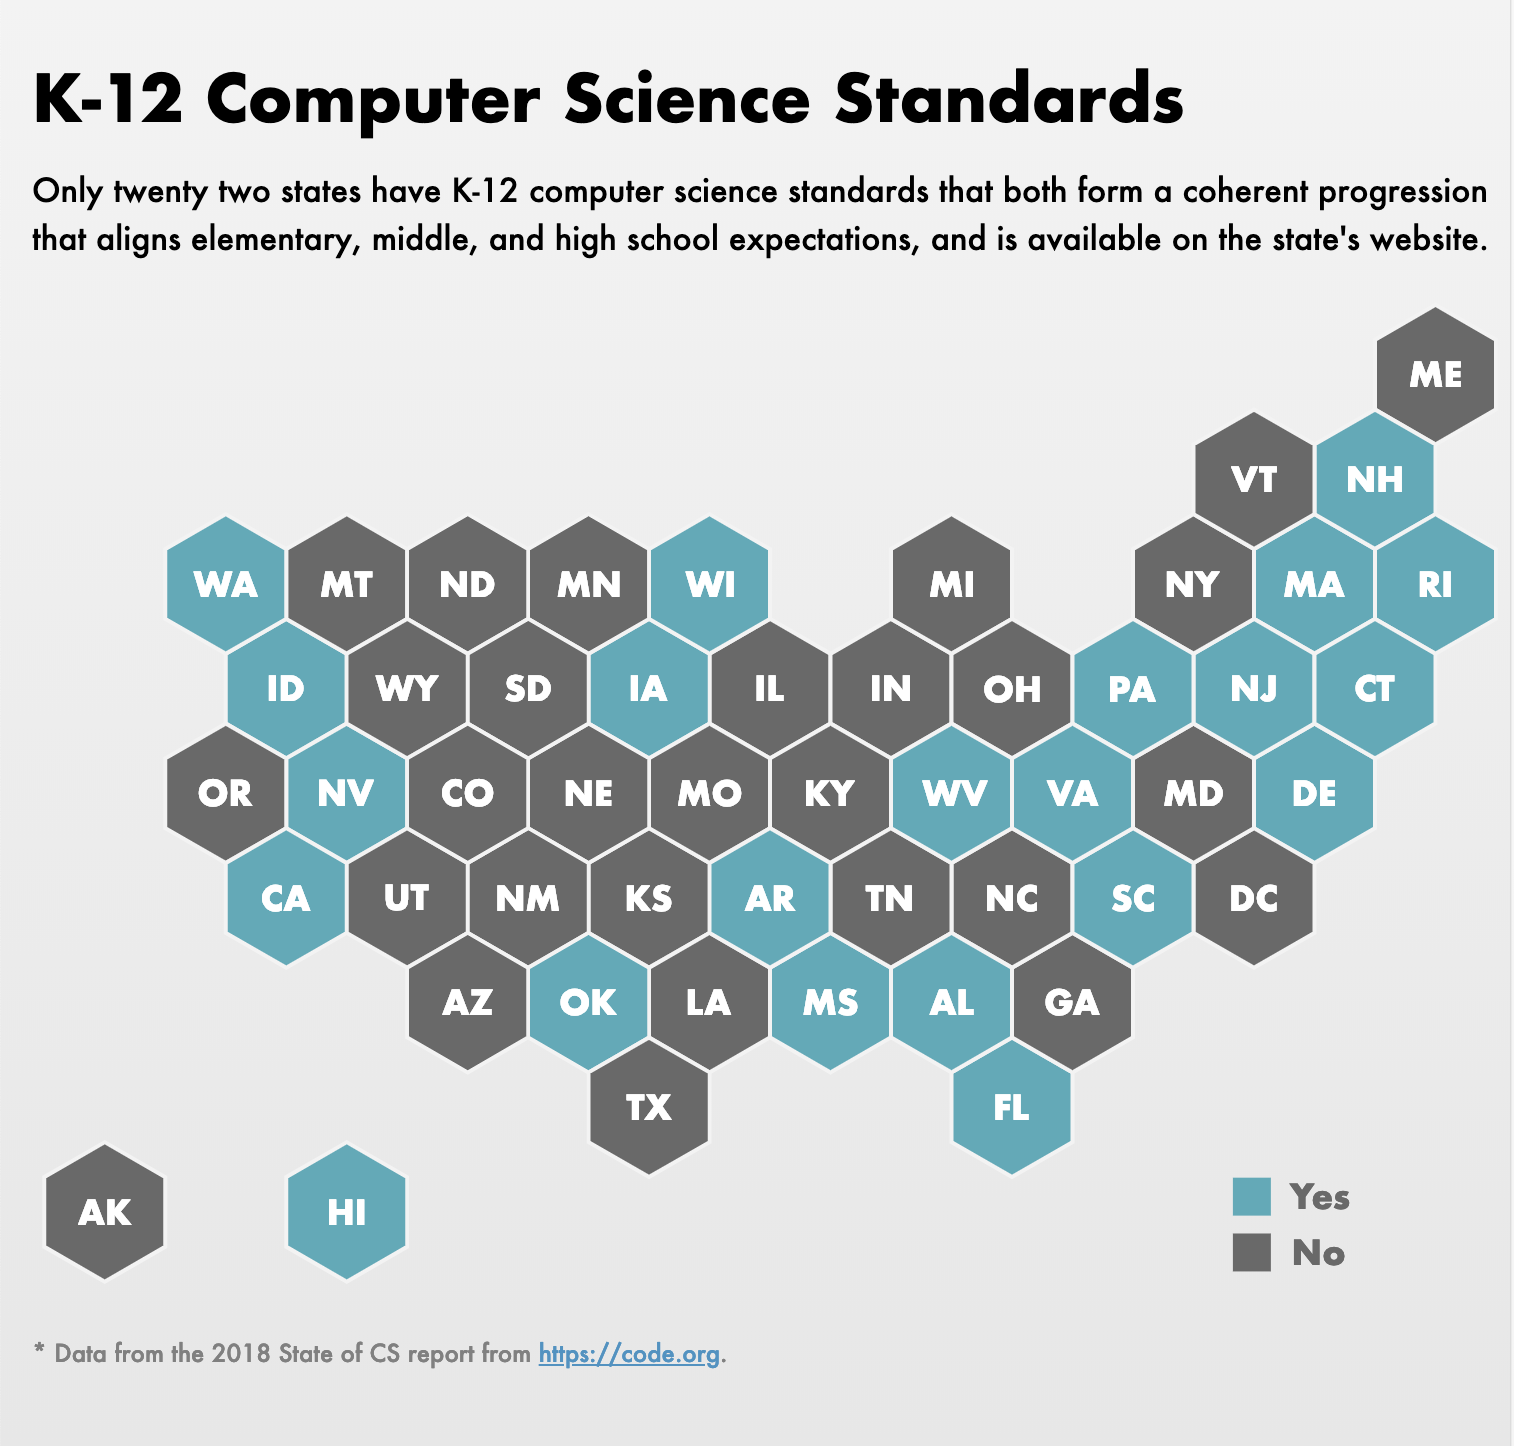 K-12 Computer Science Standards
Only twenty two states have K-12 computer science standards that both form a coherent progression
that aligns elementary, middle, and high school expectations, and is available on the state's website.
ME
VT NH
WA MT ND MN WI MI NY MA RI
ID WY SD IA IL IN OH PA NJ CT
OR NV CO NE MO KY WV VA MD DE
CA UT NM KS AR TN NC SC DC
AZ OK LA MS AL GA
TX FL
AK HI
Yes
No
* Data from the 2018 State of CS report from https://code.org.